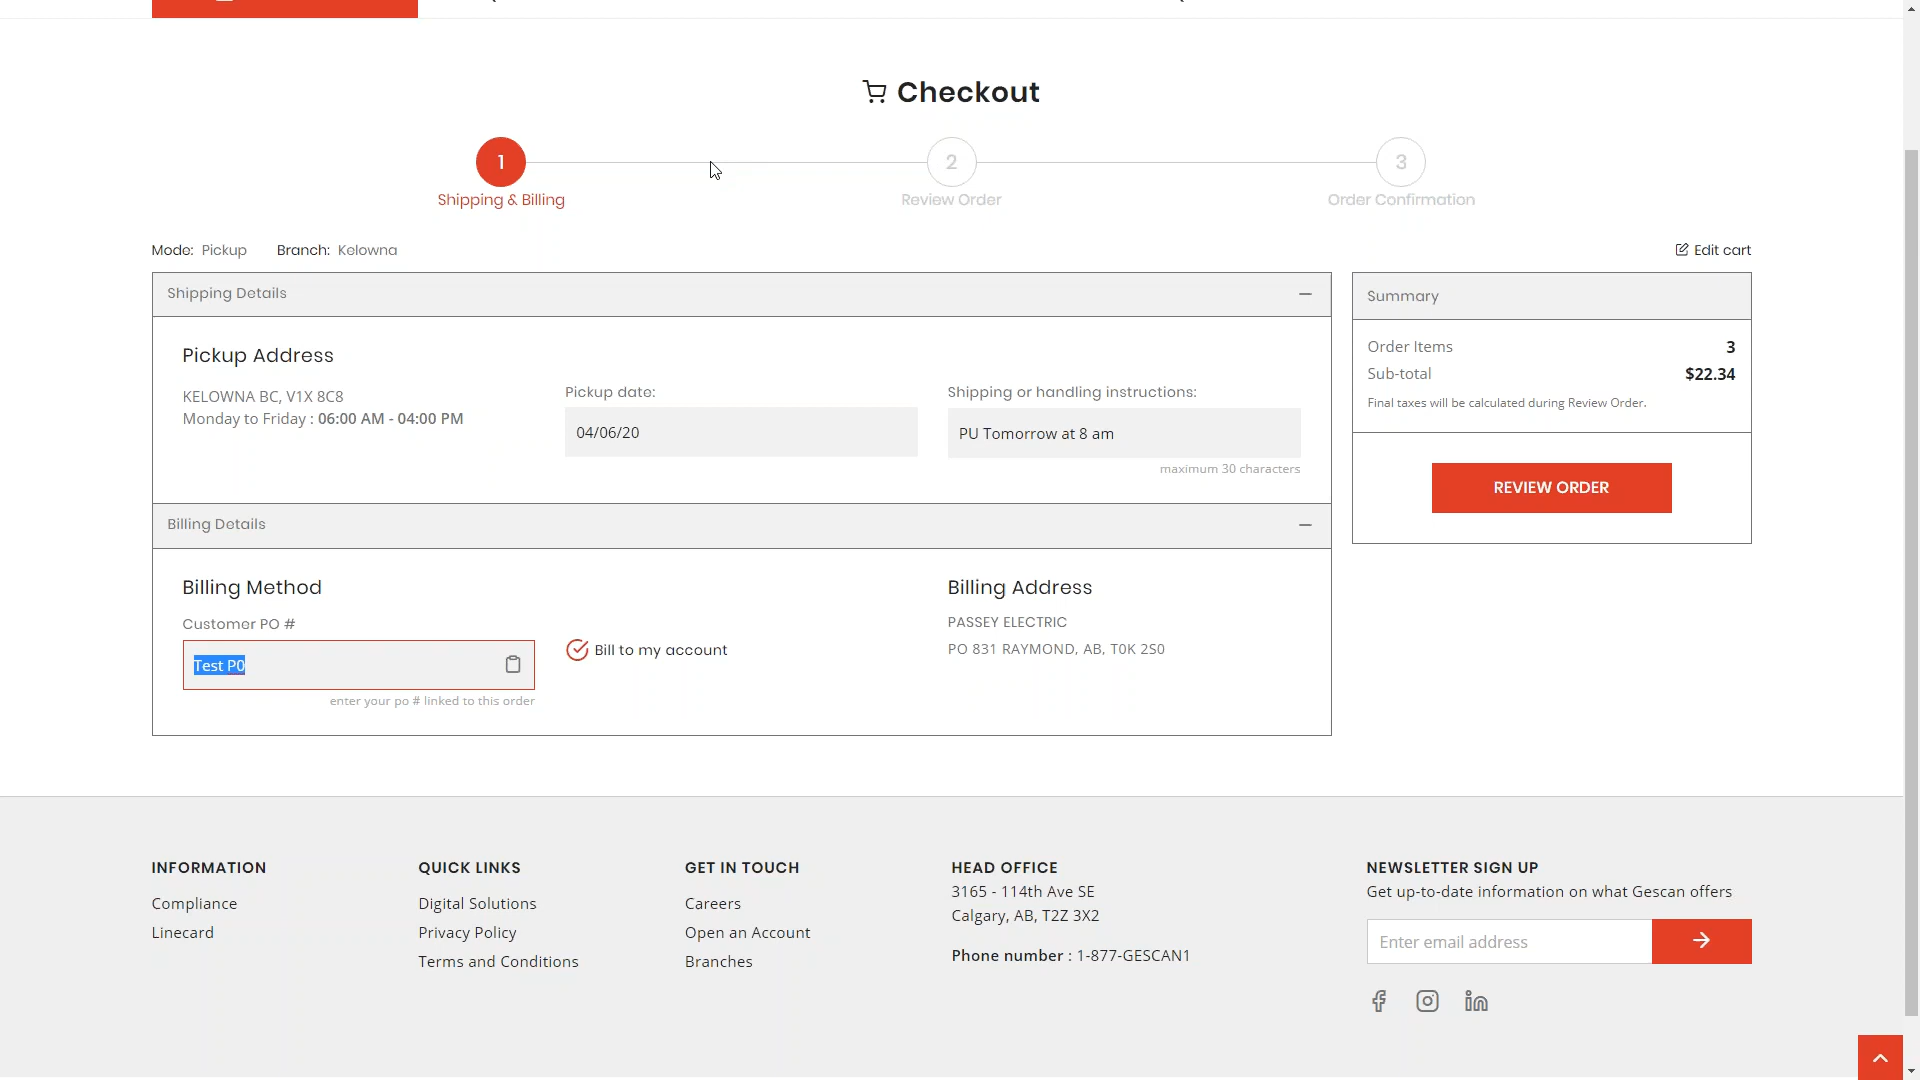 Checkout
1
2
3
Shipping & Billing
Review Order
Order Confirmation
Mode: Pickup
Branch: Kelowna
Edit cart
Shipping Details
Pickup Address
KELOWNA BC, V1X 8C8
Monday to Friday : 06:00 AM - 04:00 PM
Pickup date:
04/06/20
Shipping or handling instructions:
PU Tomorrow at 8 am
maximum 30 characters
Summary
Order Items 3
Sub-total $22.34
Final taxes will be calculated during Review Order.
REVIEW ORDER
Billing Details
Billing Method
Customer PO #
Test P0
enter your po # linked to this order
Bill to my account
Billing Address
PASSEY ELECTRIC
PO 831 RAYMOND, AB, T0K 2S0
INFORMATION
Compliance
Linecard
QUICK LINKS
Digital Solutions
Privacy Policy
Terms and Conditions
GET IN TOUCH
Careers
Open an Account
Branches
HEAD OFFICE
3165 - 114th Ave SE
Calgary, AB, T2Z 3X2
Phone number : 1-877-GESCAN1
NEWSLETTER SIGN UP
Get up-to-date information on what Gescan offers
Enter email address